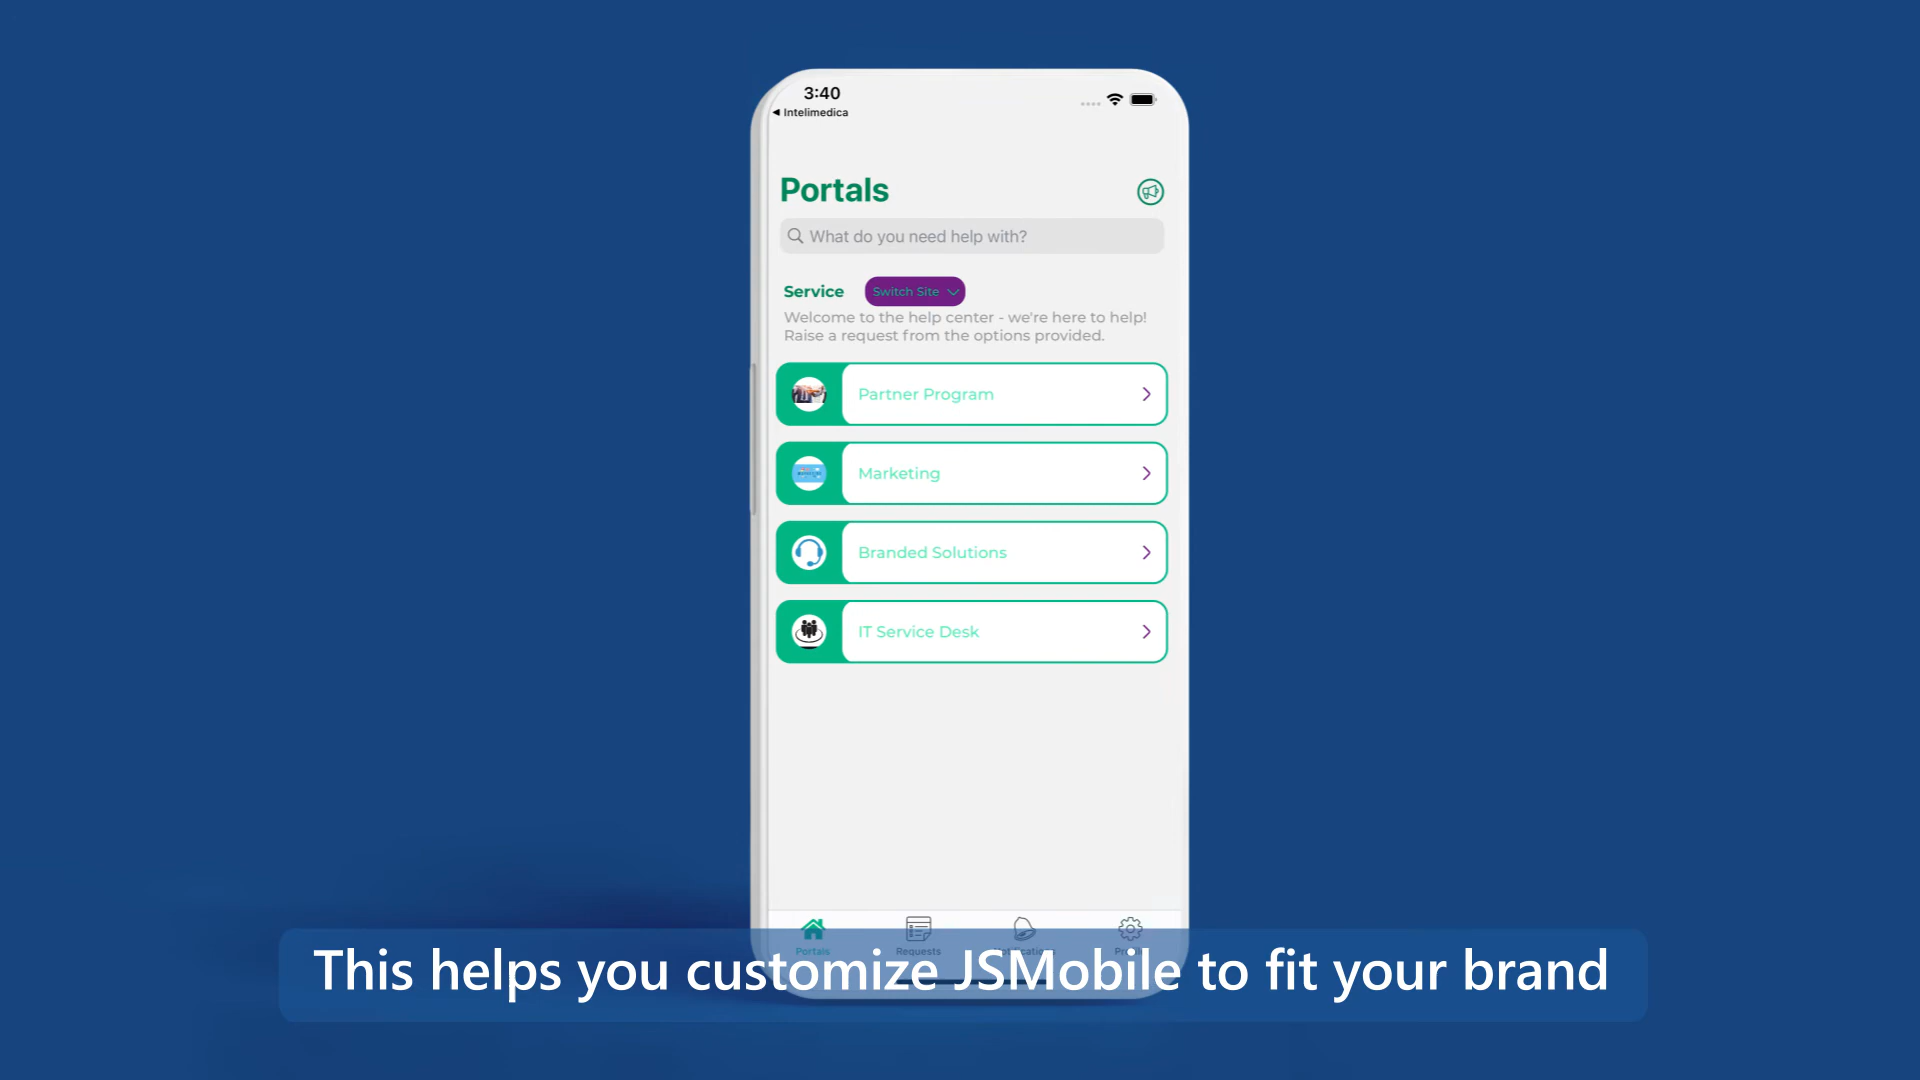 3:40
Intelimedica
Portals
What do you need help with?
Service
Switch Site
Welcome to the help center - we're here to help!
Raise a request from the options provided.
Partner Program
Marketing
Branded Solutions
IT Service Desk
Portals
Requests
This helps you customize JSMobile to fit your brand